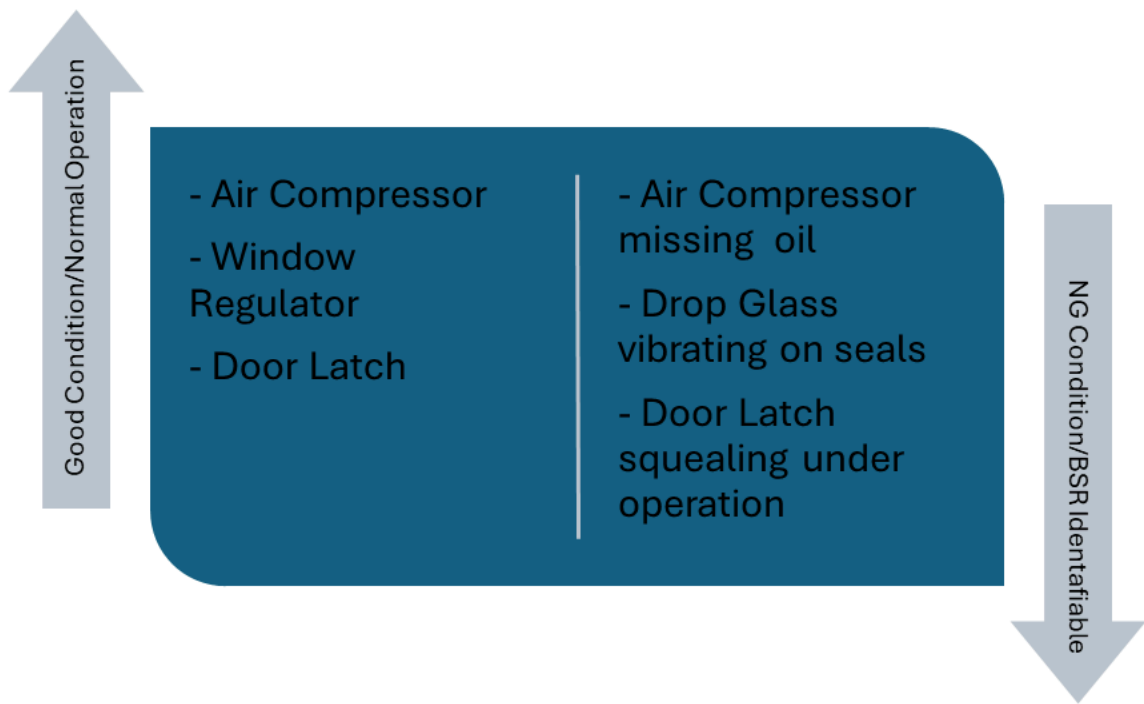 Good Condition/Normal Operation
- Air Compressor
- Window
Regulator
- Door Latch
- Air Compressor
missing  oil
- Drop Glass
vibrating on seals
- Door Latch
squealing under
operation
NG Condition/BSR Identafiable